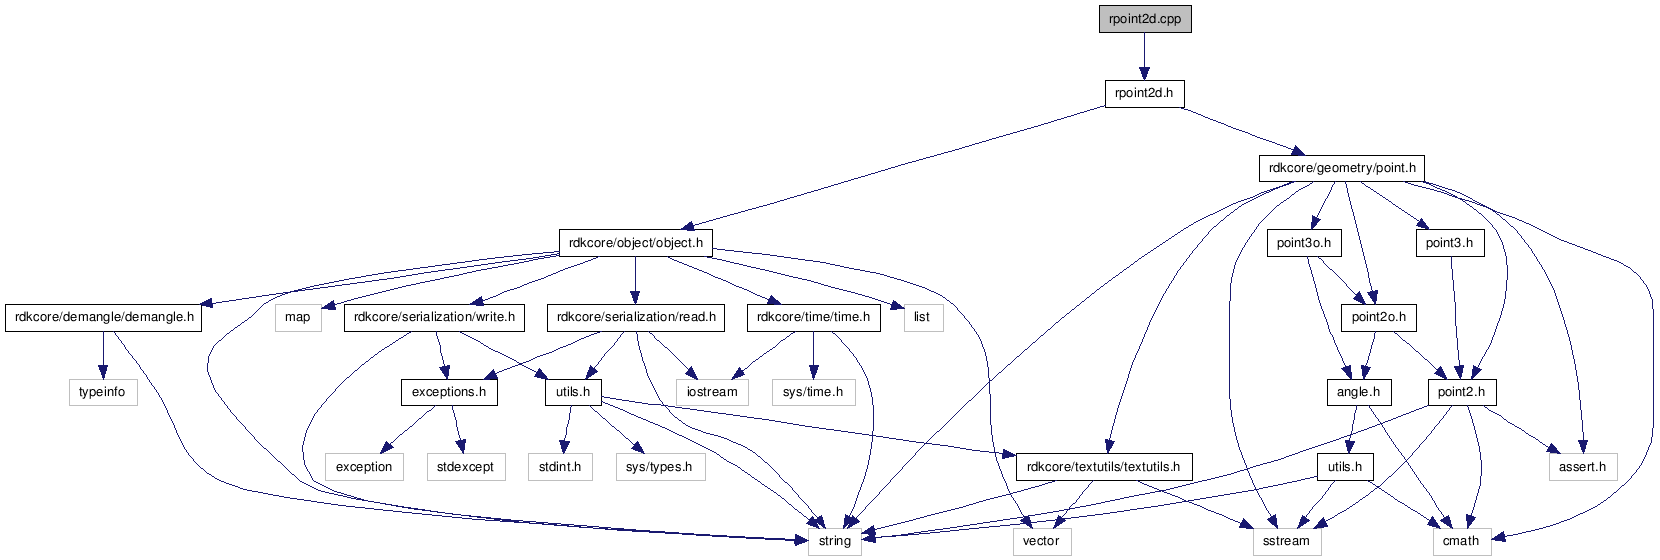 rpoint2d.cpp
rpoint2d.h
rdkcore/geometry/point.h
rdkcore/object/object.h
point3o.h
point3.h
rdkcore/demangle/demangle.h
map
rdkcore/serialization/write.h
rdkcore/serialization/read.h
rdkcore/time/time.h
list
point2o.h
typeinfo
exceptions.h
utils.h
iostream
sys/time.h
angle.h
point2.h
exception
stdexcept
stdint.h
sys/types.h
rdkcore/textutils/textutils.h
utils.h
assert.h
string
vector
sstream
cmath